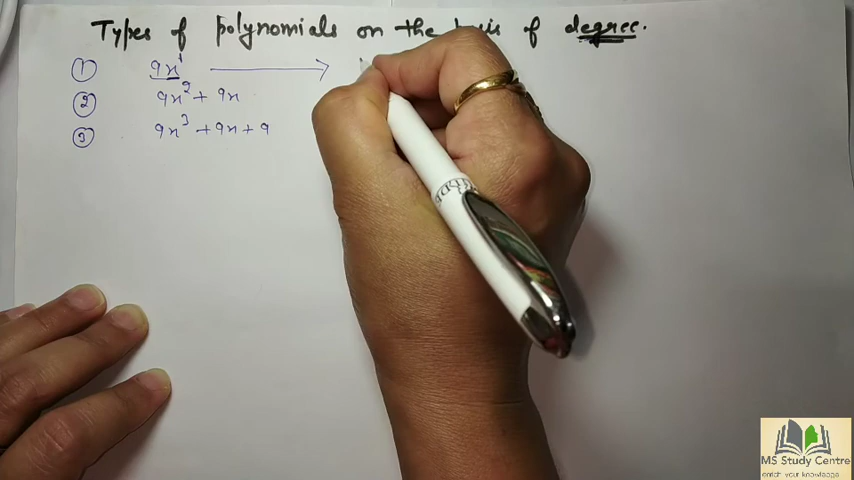 Types of polynomials on the basis of degree.
① 9x¹
② 9x² + 9x
③ 9x³ + 9x + 9
MS Study Centre
enrich your knowledge